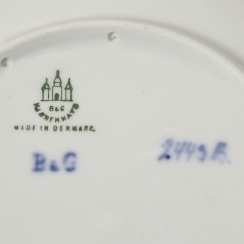 B&G
KJØBENHAVN
MADE IN DENMARK
B&G 2443B.